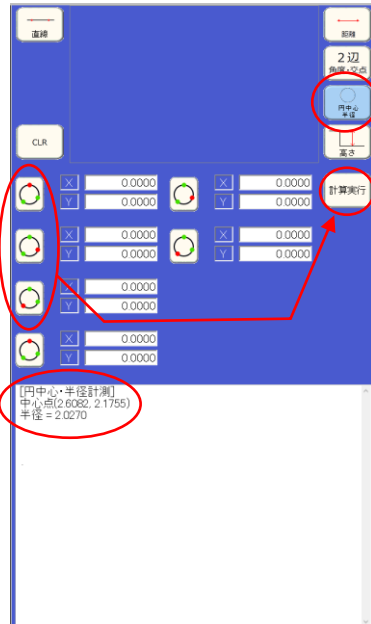 直線
距離
2辺
角度・交点
円中心
半径
CLR
高さ
計算実行
X 0.0000 X 0.0000
Y 0.0000 Y 0.0000
X 0.0000 X 0.0000
Y 0.0000 Y 0.0000
X 0.0000
Y 0.0000
X 0.0000
Y 0.0000
[円中心・半径計測]
中心点(2.6082, 2.1755)
半径 = 2.0270